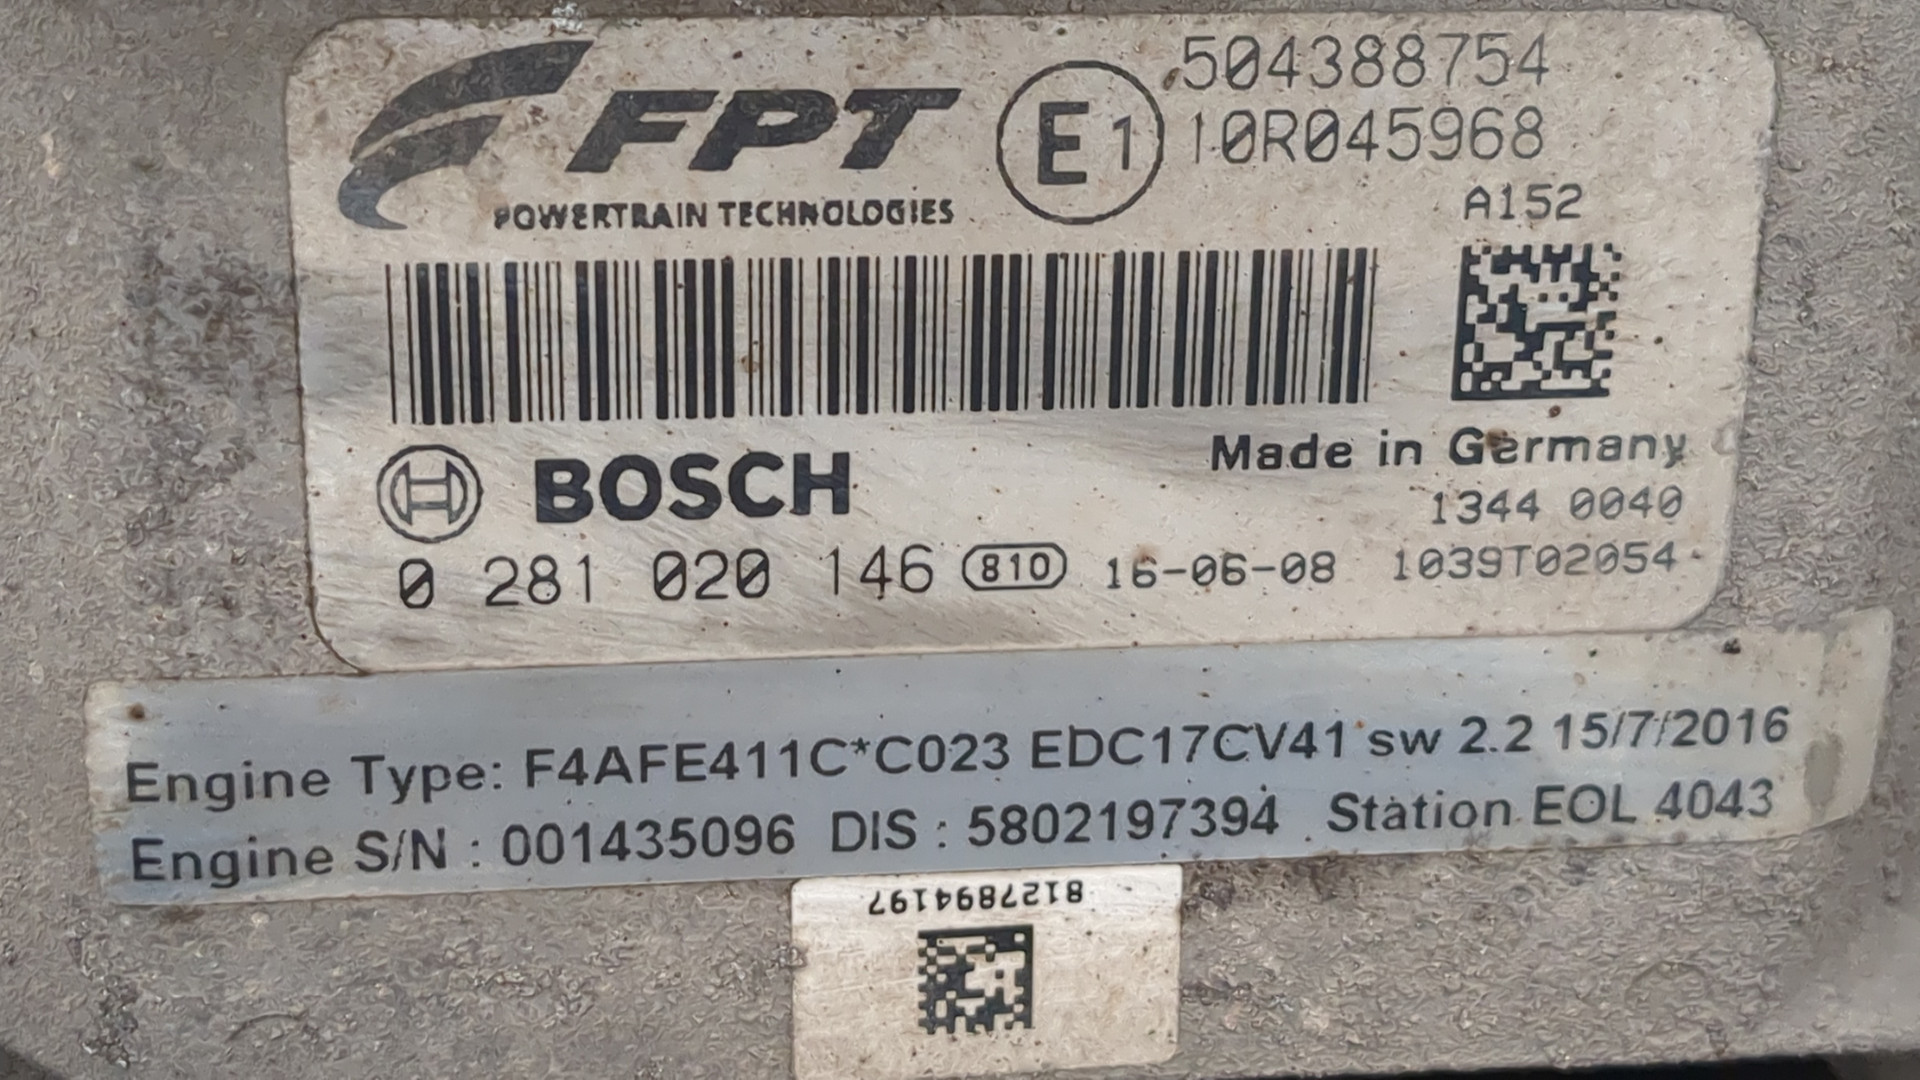 FPT
POWERTRAIN TECHNOLOGIES
E1
504388754
10R045968
A152
BOSCH
Made in Germany
1344 0040
0 281 020 146 810 16-06-08 1039T02054
Engine Type: F4AFE411C*C023 EDC17CV41 sw 2.2 15/7/2016
Engine S/N : 001435096 DIS : 5802197394 Station EOL 4043
8127894197